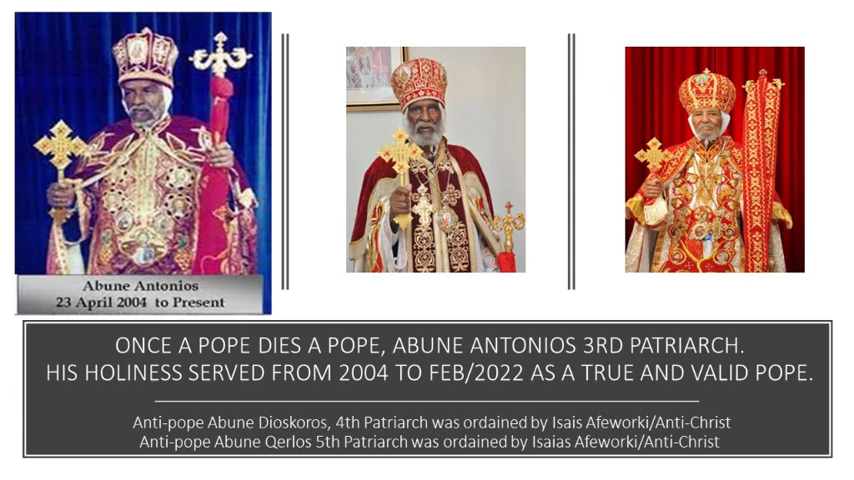 Abune Antonios
23 April 2004 to Present
ONCE A POPE DIES A POPE, ABUNE ANTONIOS 3RD PATRIARCH.
HIS HOLINESS SERVED FROM 2004 TO FEB/2022 AS A TRUE AND VALID POPE.
Anti-pope Abune Dioskoros, 4th Patriarch was ordained by Isais Afeworki/Anti-Christ
Anti-pope Abune Qerlos 5th Patriarch was ordained by Isaias Afeworki/Anti-Christ